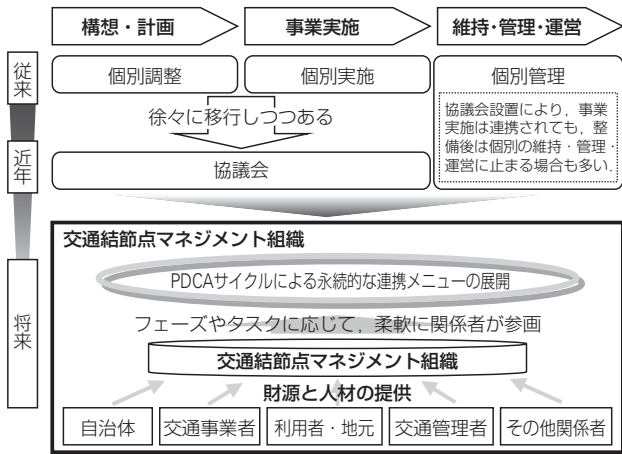 構想・計画
事業実施
維持・管理・運営
従来
個別調整
個別実施
個別管理
徐々に移行しつつある
協議会設置により，事業
実施は連携されても，整
備後は個別の維持・管理・
運営に止まる場合も多い．
近年
協議会
将来
交通結節点マネジメント組織
PDCAサイクルによる永続的な連携メニューの展開
フェーズやタスクに応じて，柔軟に関係者が参画
交通結節点マネジメント組織
財源と人材の提供
自治体
交通事業者
利用者・地元
交通管理者
その他関係者